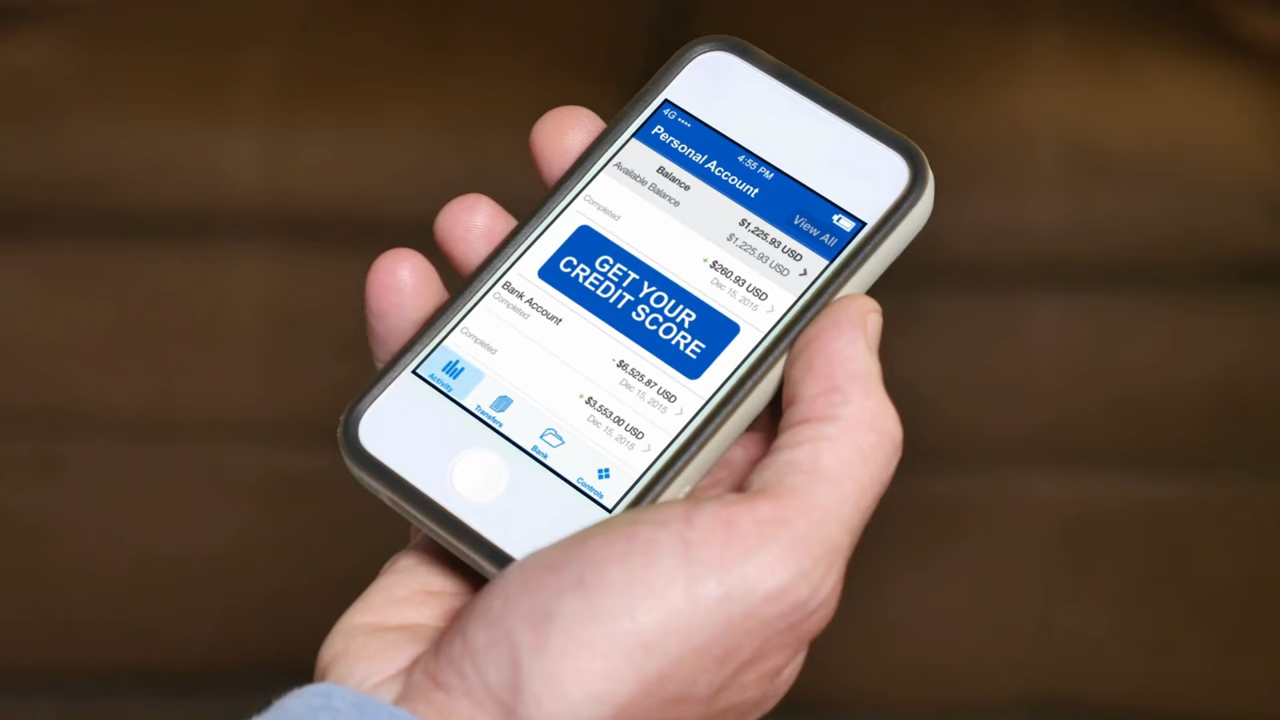 4G ••••
4:55 PM
Personal Account
View All
Balance
$1,225.93 USD
Available Balance
$1,225.93 USD
Completed
+ $260.93 USD
Dec 15, 2015
GET YOUR
CREDIT SCORE
Bank Account
- $6,525.87 USD
Completed
Dec 15, 2015
+ $3,553.00 USD
Completed
Dec 15, 2015
Activity
Transfers
Bank
Controls